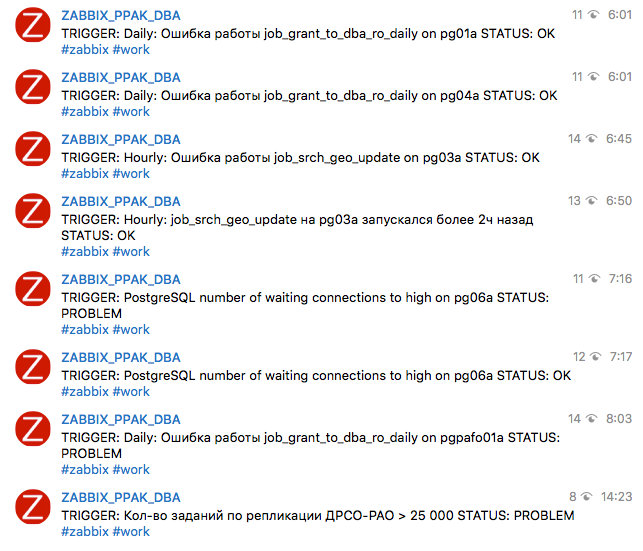 ZABBIX_PPAK_DBA 11 6:01
TRIGGER: Daily: Ошибка работы job_grant_to_dba_ro_daily on pg01a STATUS: OK
#zabbix #work
ZABBIX_PPAK_DBA 11 6:01
TRIGGER: Daily: Ошибка работы job_grant_to_dba_ro_daily on pg04a STATUS: OK
#zabbix #work
ZABBIX_PPAK_DBA 14 6:45
TRIGGER: Hourly: Ошибка работы job_srch_geo_update on pg03a STATUS: OK
#zabbix #work
ZABBIX_PPAK_DBA 13 6:50
TRIGGER: Hourly: job_srch_geo_update на pg03a запускался более 2ч назад
STATUS: OK
#zabbix #work
ZABBIX_PPAK_DBA 11 7:16
TRIGGER: PostgreSQL number of waiting connections to high on pg06a STATUS:
PROBLEM
#zabbix #work
ZABBIX_PPAK_DBA 12 7:17
TRIGGER: PostgreSQL number of waiting connections to high on pg06a STATUS: OK
#zabbix #work
ZABBIX_PPAK_DBA 14 8:03
TRIGGER: Daily: Ошибка работы job_grant_to_dba_ro_daily on pgpafo01a STATUS:
PROBLEM
#zabbix #work
ZABBIX_PPAK_DBA 8 14:23
TRIGGER: Кол-во заданий по репликации ДРСО-РАО > 25 000 STATUS: PROBLEM
#zabbix #work